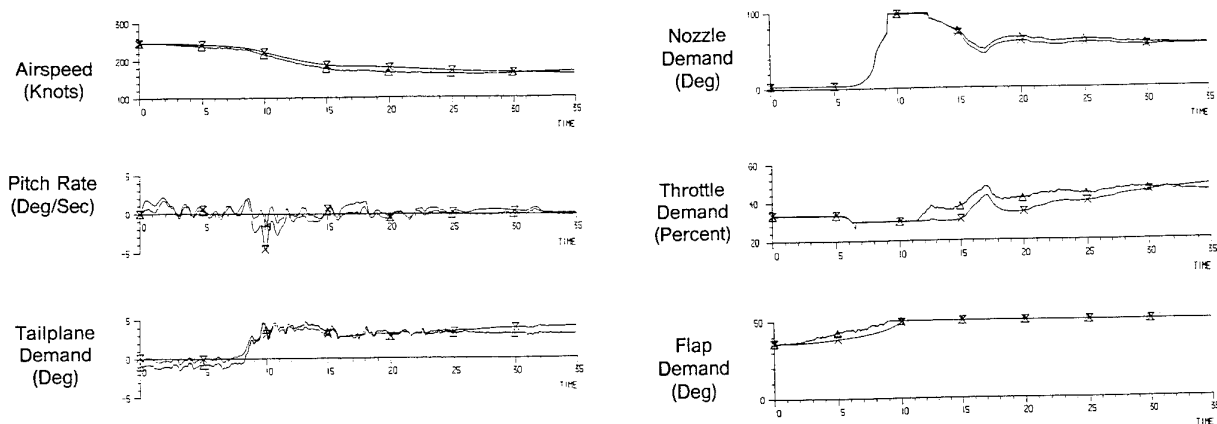 Airspeed
(Knots)
300
200
100
0 5 10 15 20 25 30 35
TIME
Pitch Rate
(Deg/Sec)
5
0
-5
0 5 10 15 20 25 30 35
TIME
Tailplane
Demand
(Deg)
5
0
-5
0 5 10 15 20 25 30 35
TIME
Nozzle
Demand
(Deg)
100
0
0 5 10 15 20 25 30 35
TIME
Throttle
Demand
(Percent)
60
40
20
0 5 10 15 20 25 30 35
TIME
Flap
Demand
(Deg)
50
0
0 5 10 15 20 25 30 35
TIME